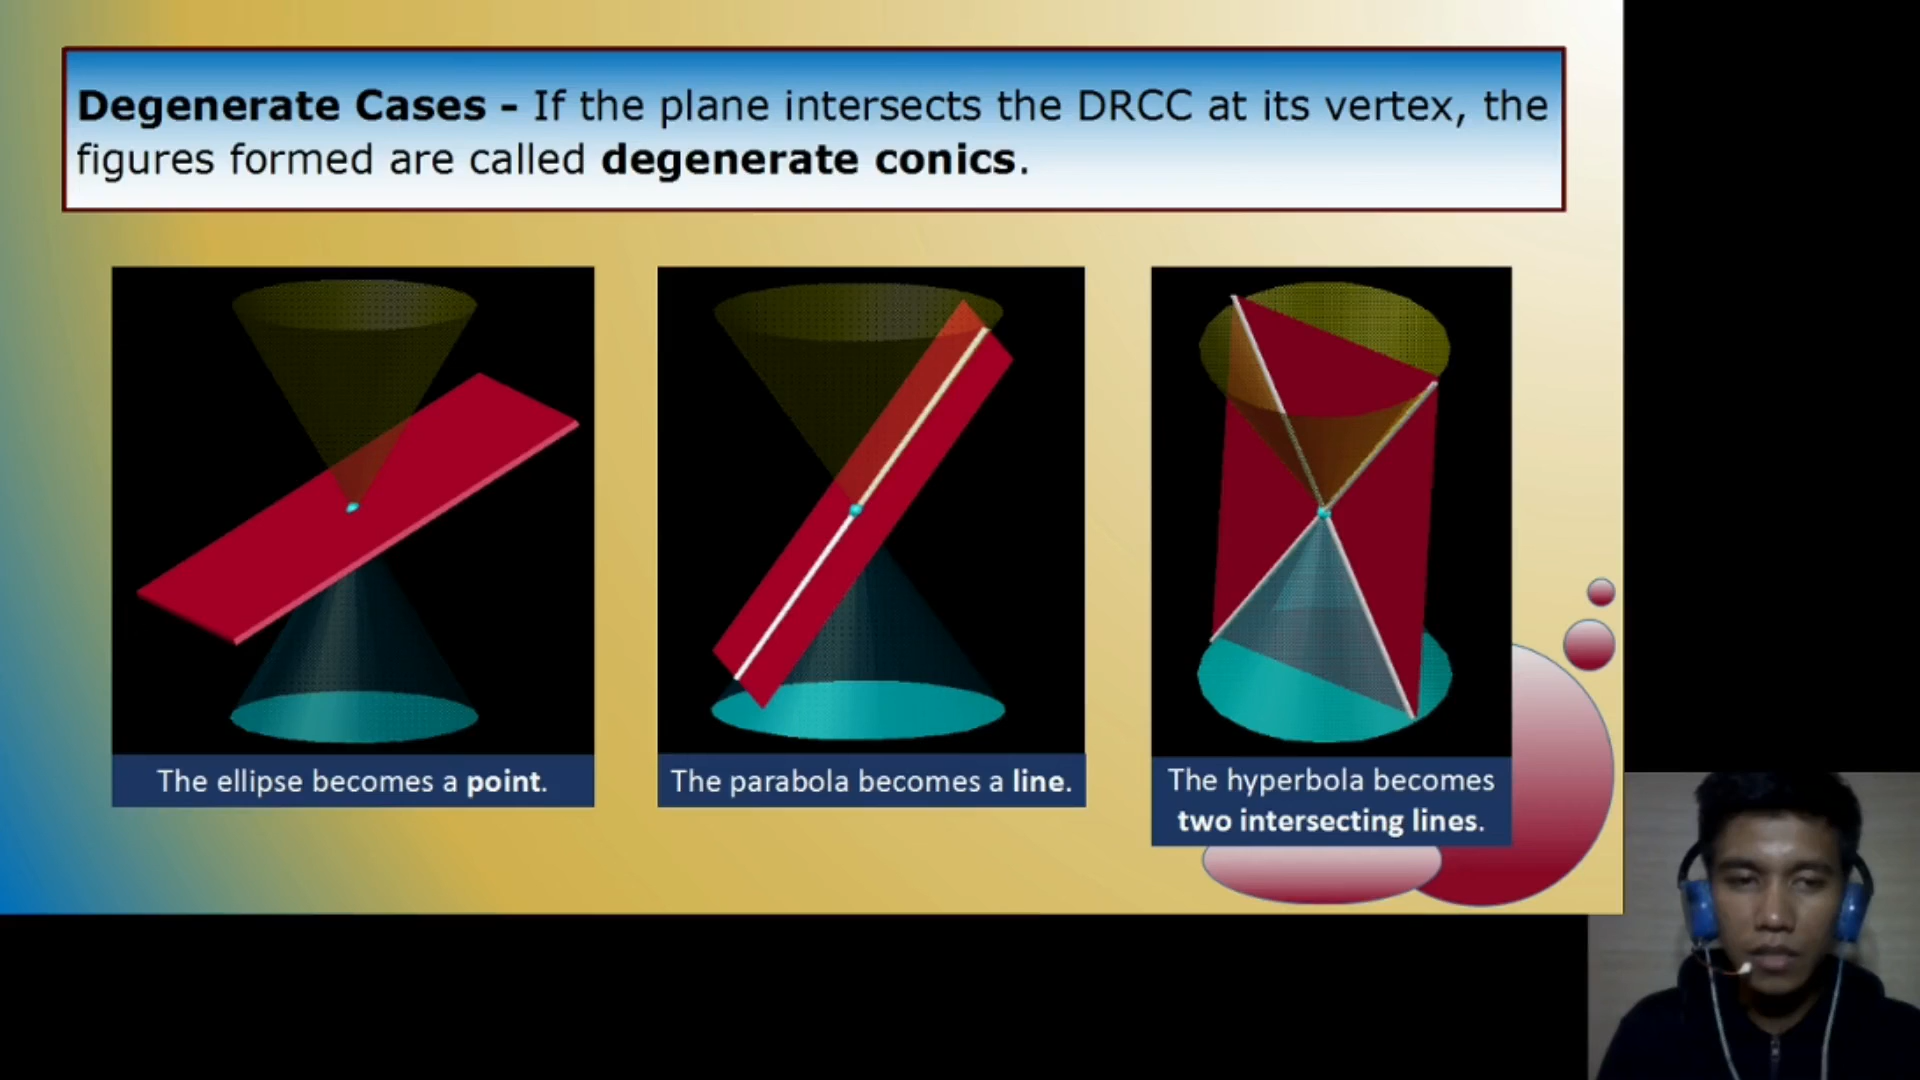 Degenerate Cases - If the plane intersects the DRCC at its vertex, the
figures formed are called degenerate conics.
The ellipse becomes a point.
The parabola becomes a line.
The hyperbola becomes
two intersecting lines.